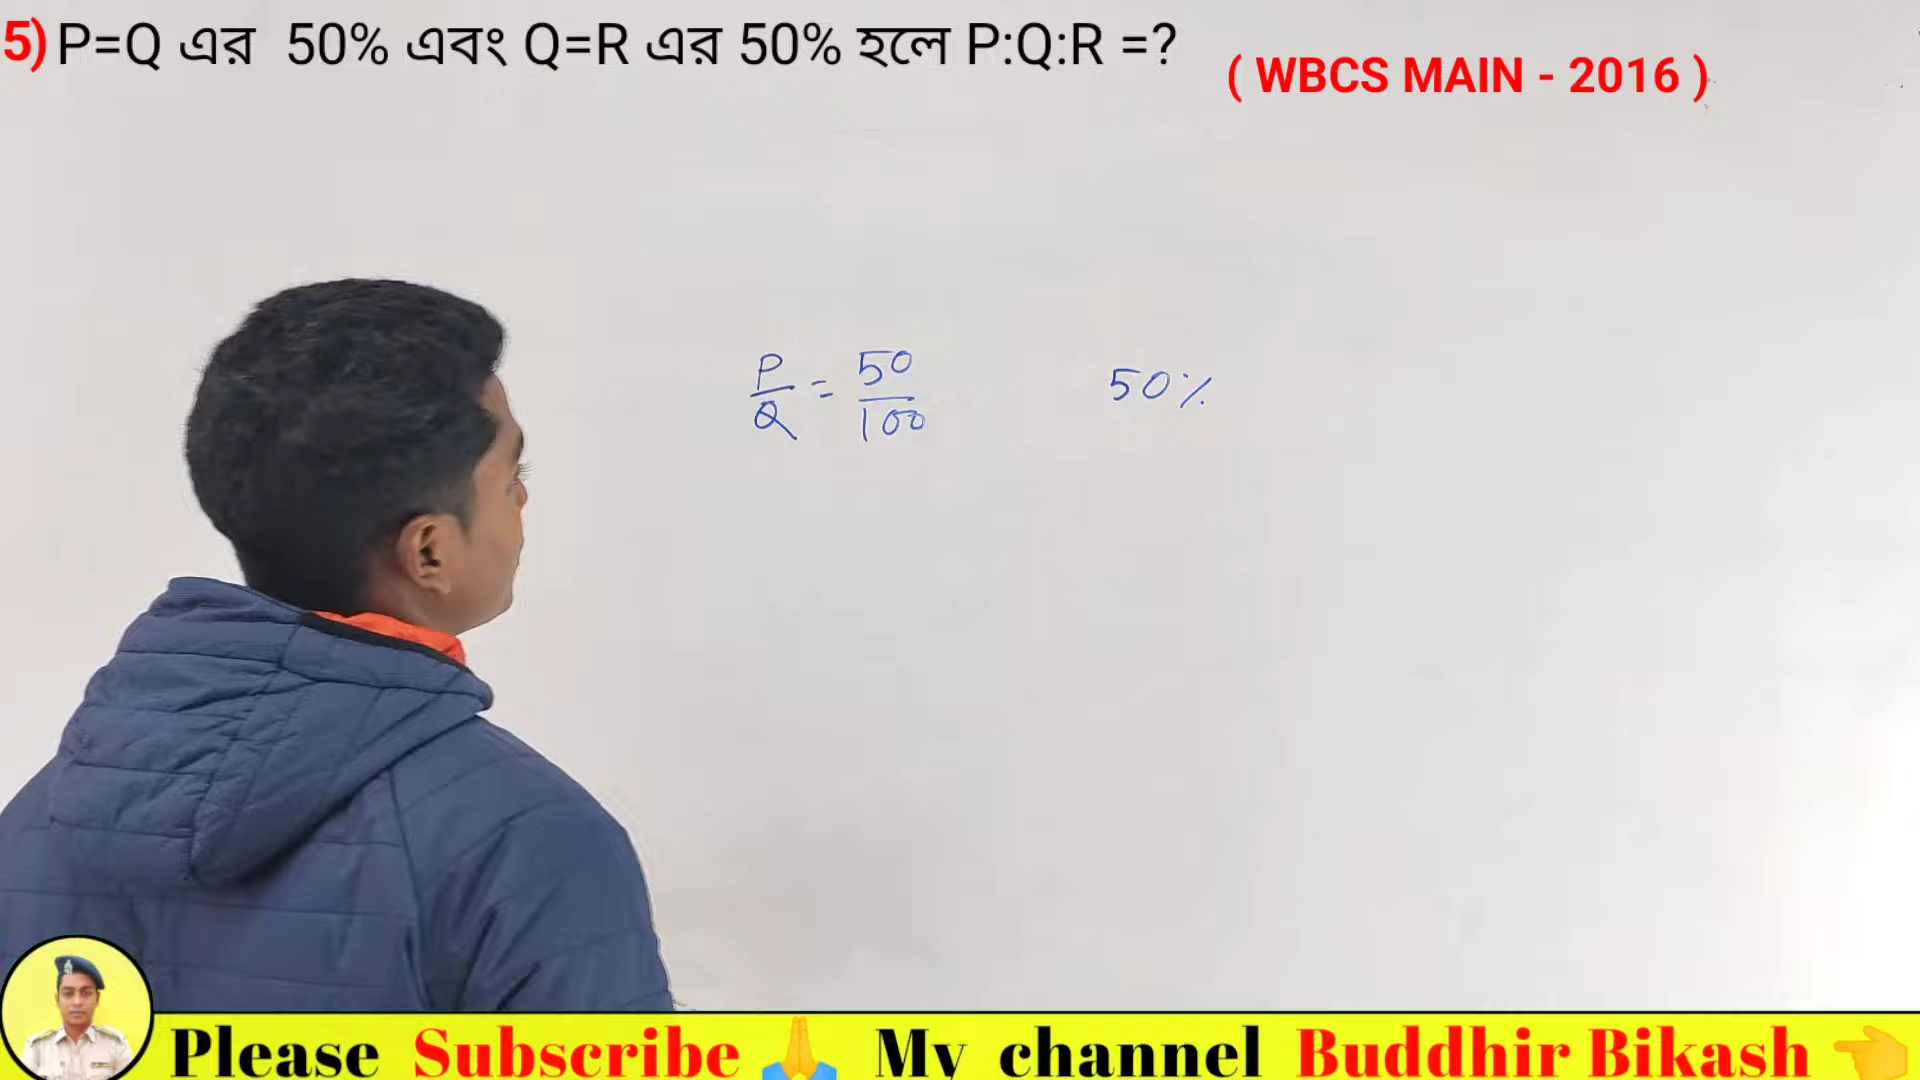 5) P=Q এর 50% এবং Q=R এর 50% হলে P:Q:R =?
( WBCS MAIN - 2016 )
P/Q = 50/100
50%
Please Subscribe 🙏 My channel Buddhir Bikash 👈